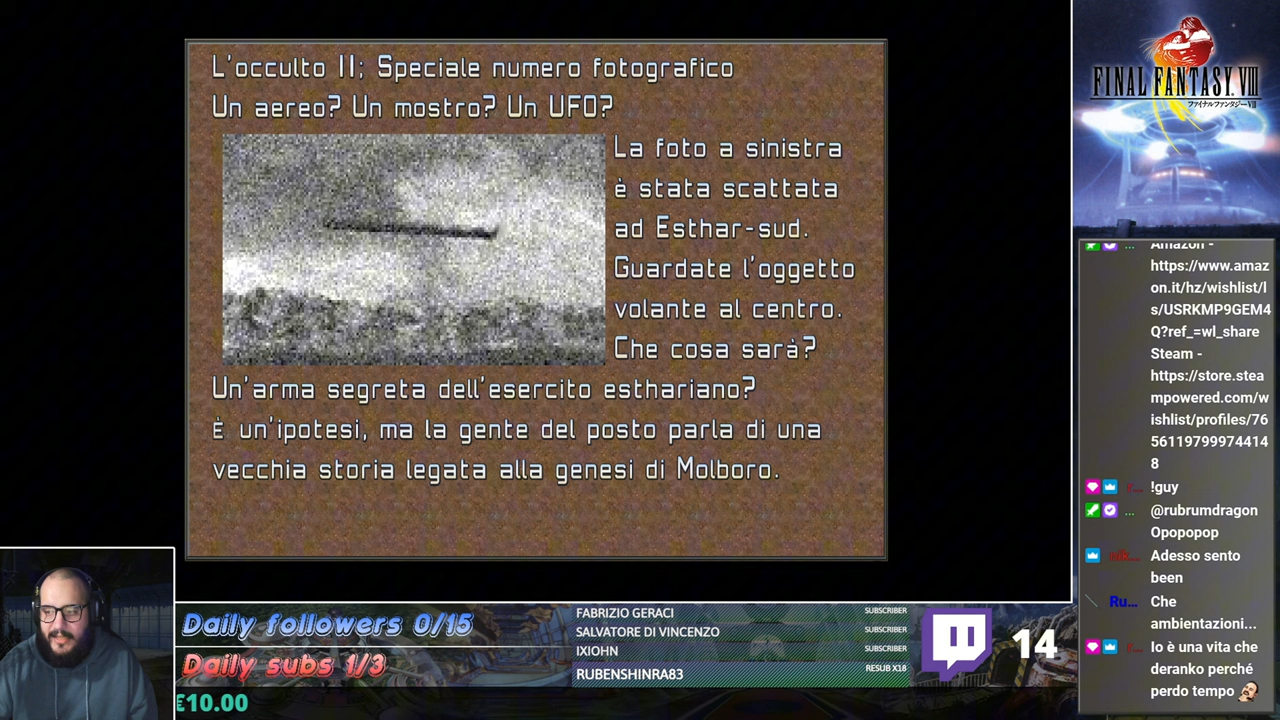 L'occulto II; Speciale numero fotografico
Un aereo? Un mostro? Un UFO?
La foto a sinistra
è stata scattata
ad Esthar-sud.
Guardate l'oggetto
volante al centro.
Che cosa sarà?
Un'arma segreta dell'esercito esthariano?
È un'ipotesi, ma la gente del posto parla di una
vecchia storia legata alla genesi di Molboro.
FINAL FANTASY VIII
ファイナルファンタジーVIII
Amazon -
https://www.amaz
on.it/hz/wishlist/l
s/USRKMP9GEM4
Q?ref_=wl_share
Steam -
https://store.stea
mpowered.com/w
ishlist/profiles/76
56119799974414
8
!guy
... @rubrumdragon
Opopopop
Adesso sento
been
Ru... Che
ambientazioni...
Io è una vita che
deranko perché
perdo tempo
Daily followers 0/15
Daily subs 1/3
€10.00
FABRIZIO GERACI SUBSCRIBER
SALVATORE DI VINCENZO SUBSCRIBER
IXIOHN SUBSCRIBER
RUBENSHINRA83 RESUB X18
14